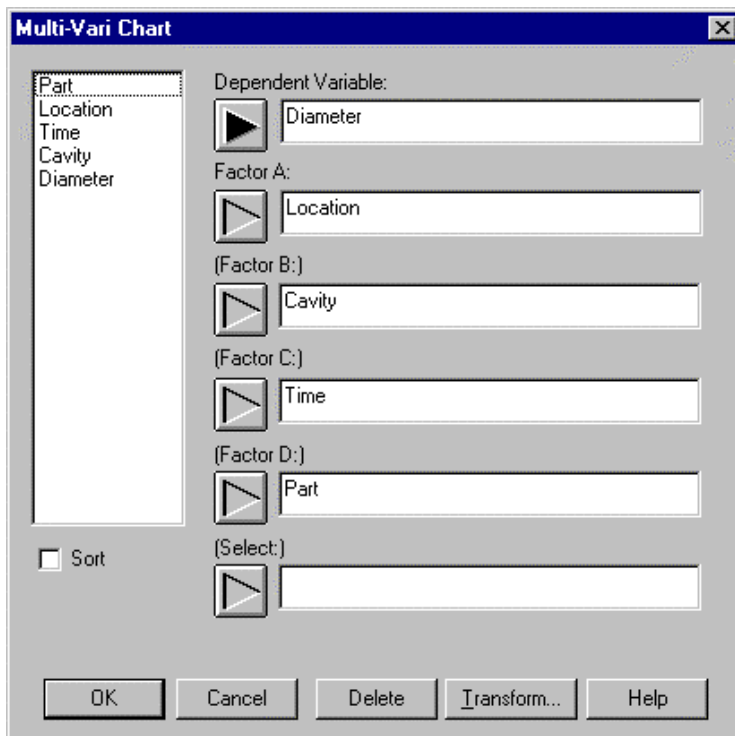 Multi-Vari Chart
Part
Location
Time
Cavity
Diameter
Sort
Dependent Variable:
Diameter
Factor A:
Location
(Factor B:)
Cavity
(Factor C:)
Time
(Factor D:)
Part
(Select:)
OK
Cancel
Delete
Transform...
Help